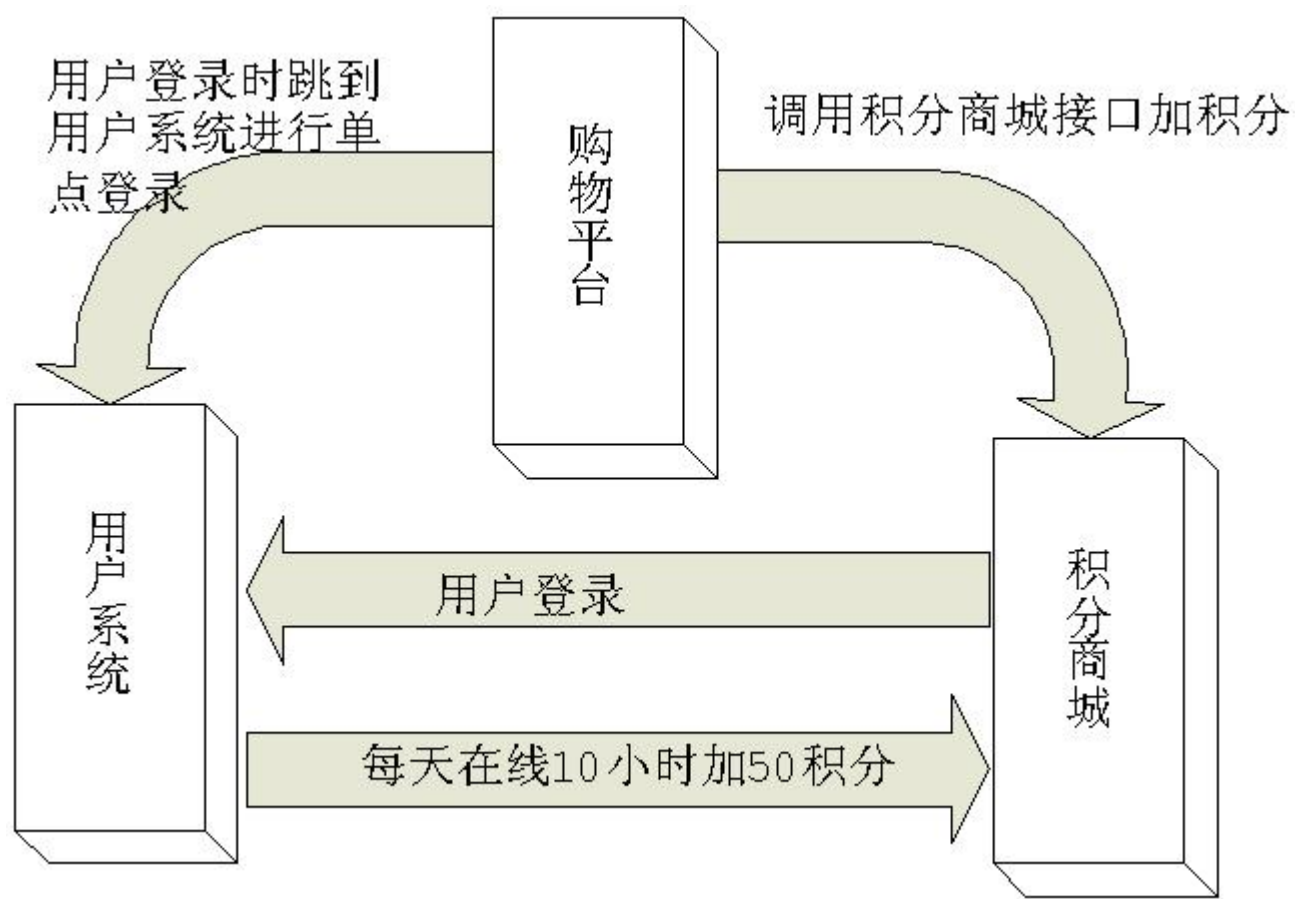 用户登录时跳到
用户系统进行单
点登录
购物平台
调用积分商城接口加积分
用户系统
用户登录
积分商城
每天在线10小时加50积分